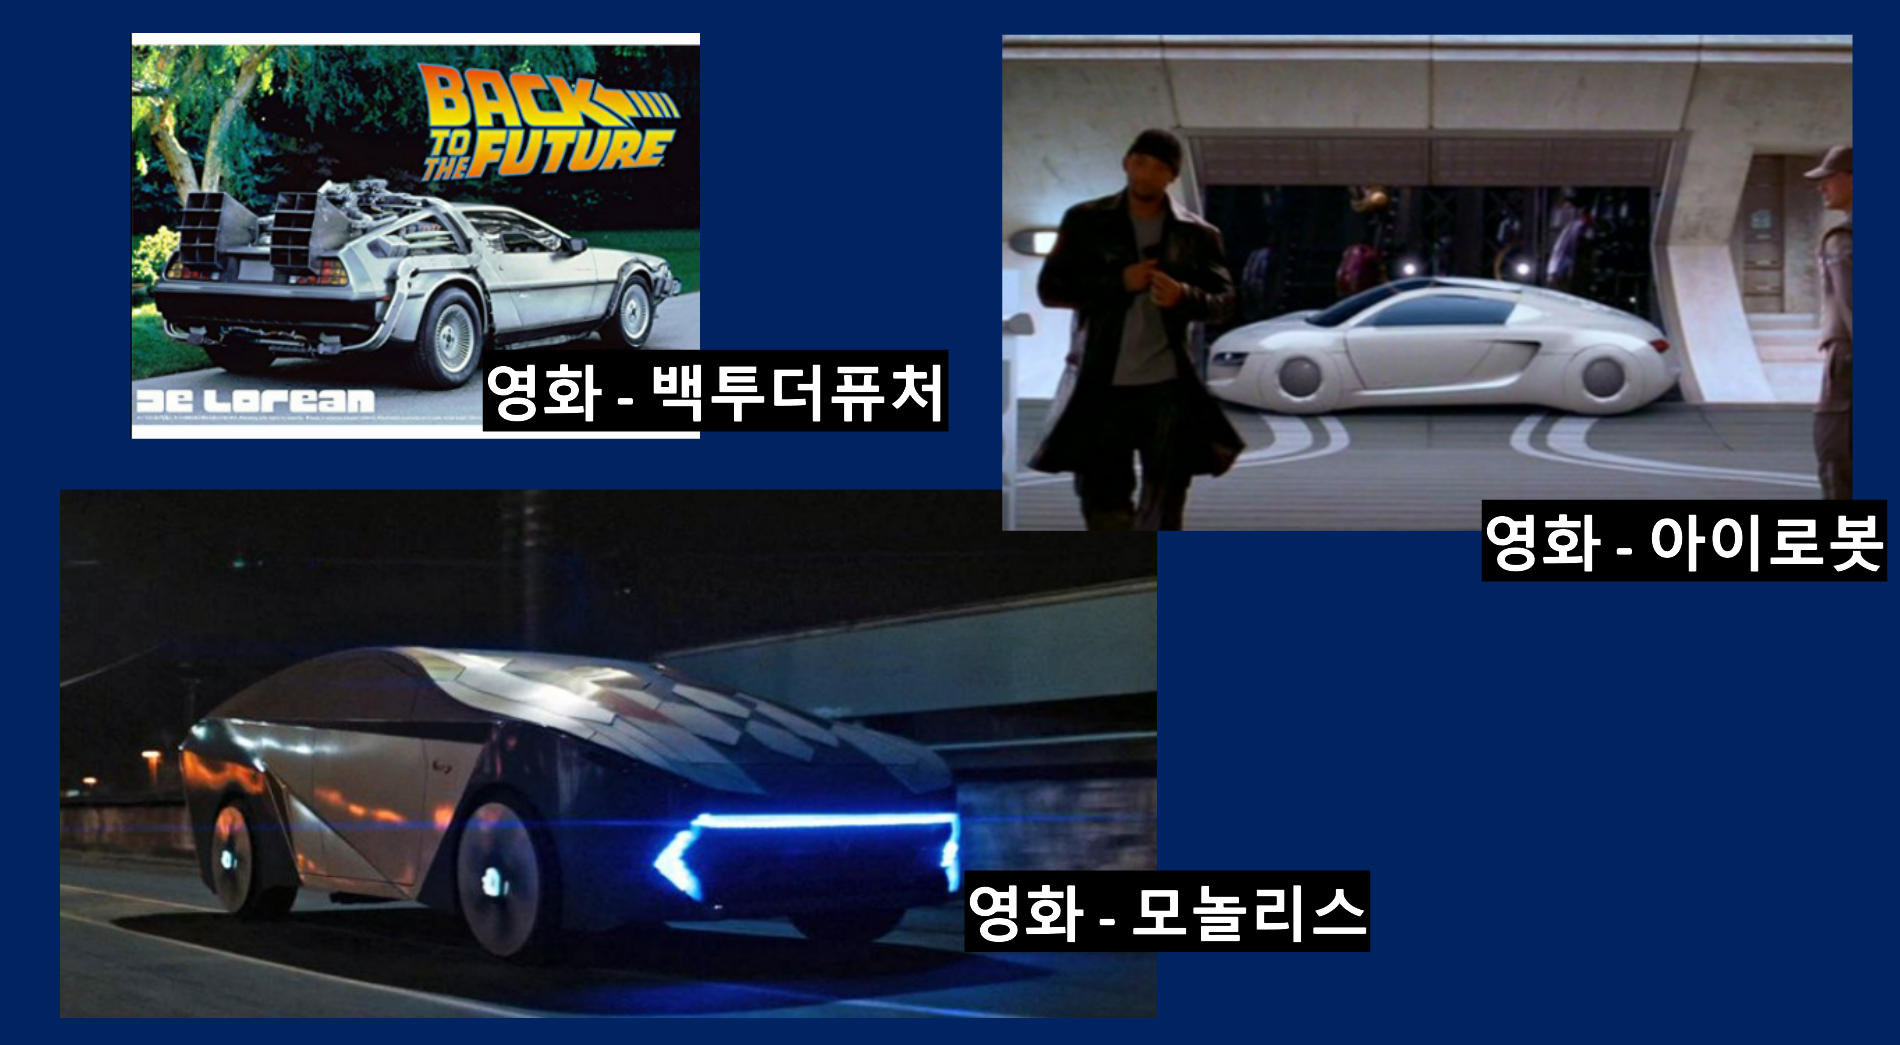 BACK
TO
THE FUTURE
De Lorean
영화 - 백투더퓨처
영화 - 아이로봇
영화 - 모놀리스